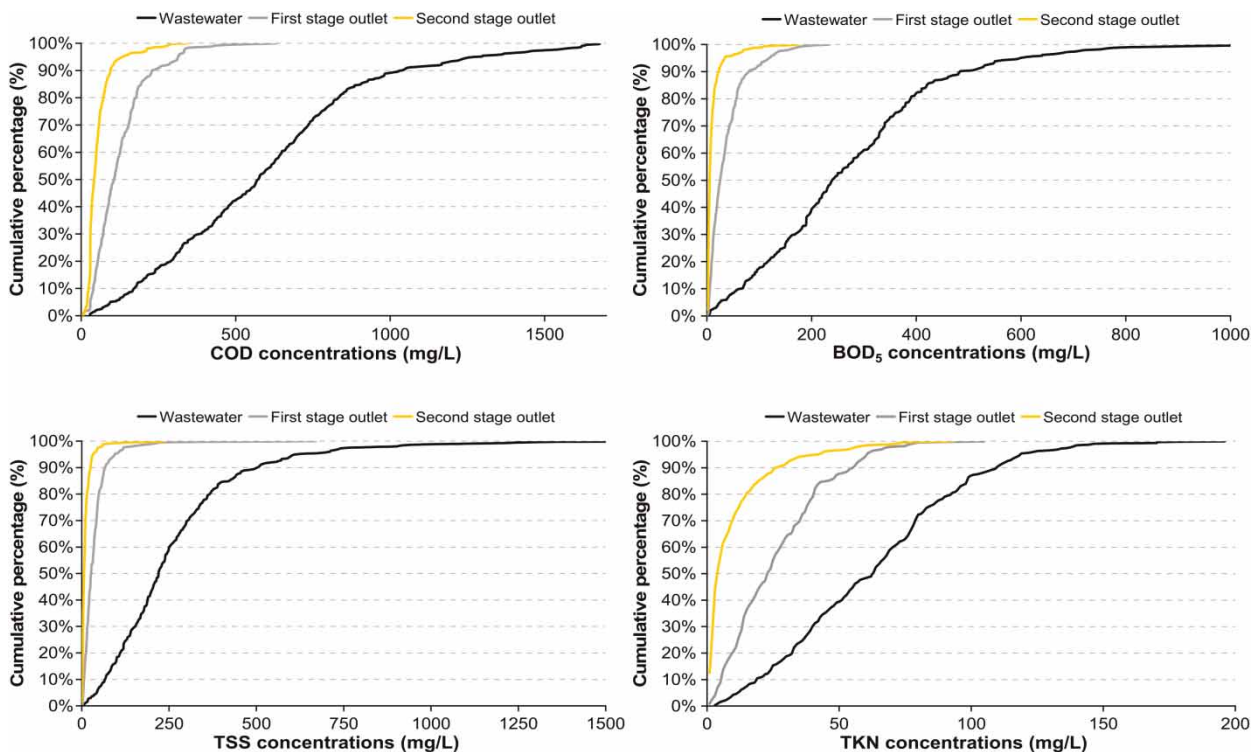 Wastewater First stage outlet Second stage outlet
100%
90%
80%
70%
60%
50%
40%
30%
20%
10%
0%
Cumulative percentage (%)
0 500 1000 1500
COD concentrations (mg/L)
Wastewater First stage outlet Second stage outlet
100%
90%
80%
70%
60%
50%
40%
30%
20%
10%
0%
Cumulative percentage (%)
0 200 400 600 800 1000
BOD₅ concentrations (mg/L)
Wastewater First stage outlet Second stage outlet
100%
90%
80%
70%
60%
50%
40%
30%
20%
10%
0%
Cumulative percentage (%)
0 250 500 750 1000 1250 1500
TSS concentrations (mg/L)
Wastewater First stage outlet Second stage outlet
100%
90%
80%
70%
60%
50%
40%
30%
20%
10%
0%
Cumulative percentage (%)
0 50 100 150 200
TKN concentrations (mg/L)